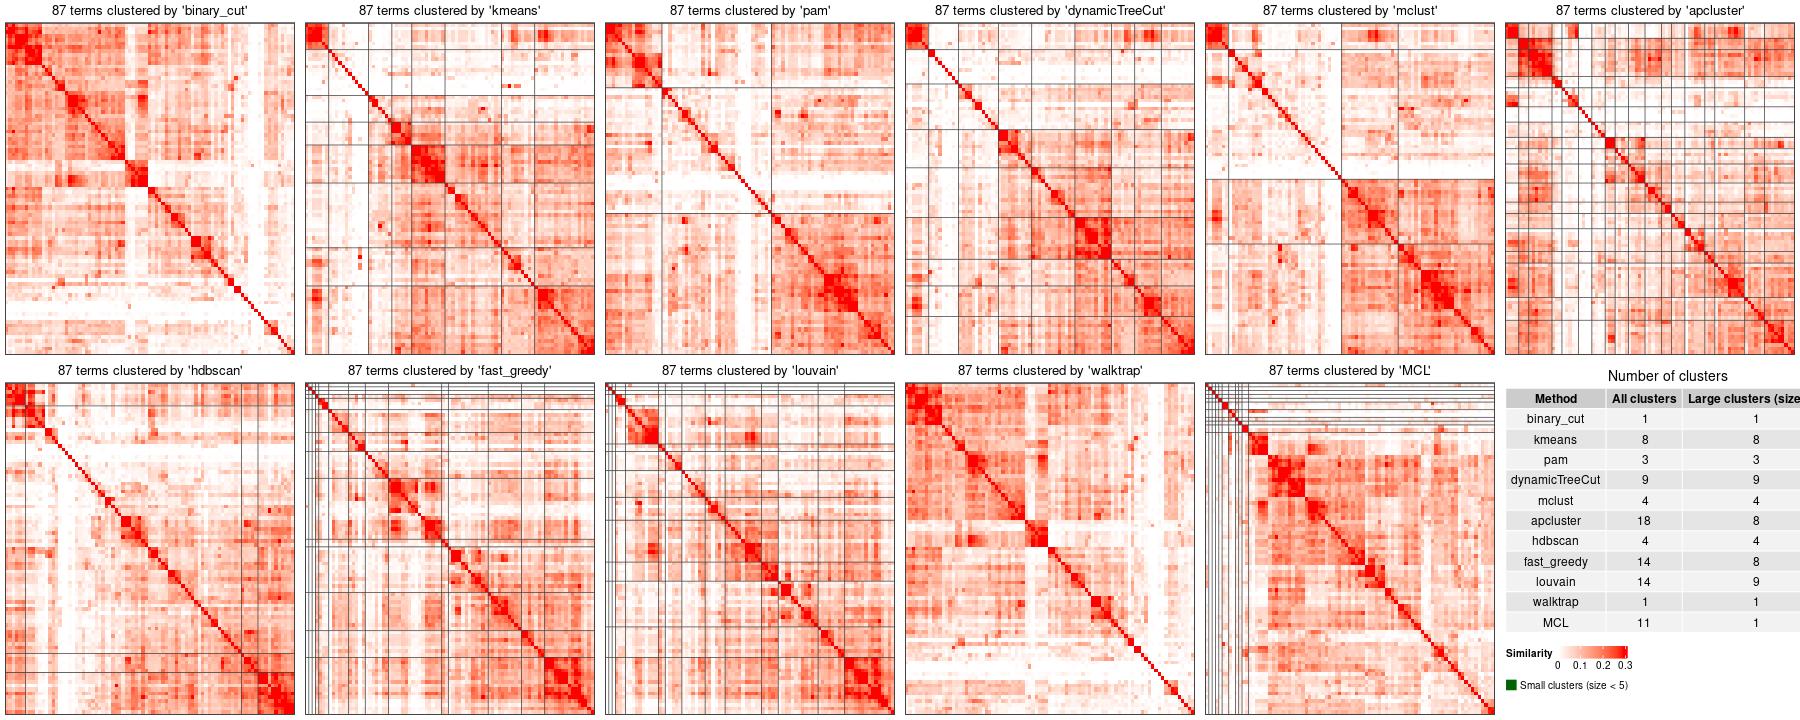 87 terms clustered by 'binary_cut'
87 terms clustered by 'kmeans'
87 terms clustered by 'pam'
87 terms clustered by 'dynamicTreeCut'
87 terms clustered by 'mclust'
87 terms clustered by 'apcluster'
87 terms clustered by 'hdbscan'
87 terms clustered by 'fast_greedy'
87 terms clustered by 'louvain'
87 terms clustered by 'walktrap'
87 terms clustered by 'MCL'
Number of clusters
Method All clusters Large clusters (size
binary_cut 1 1
kmeans 8 8
pam 3 3
dynamicTreeCut 9 9
mclust 4 4
apcluster 18 8
hdbscan 4 4
fast_greedy 14 8
louvain 14 9
walktrap 1 1
MCL 11 1
Similarity
0 0.1 0.2 0.3
Small clusters (size < 5)